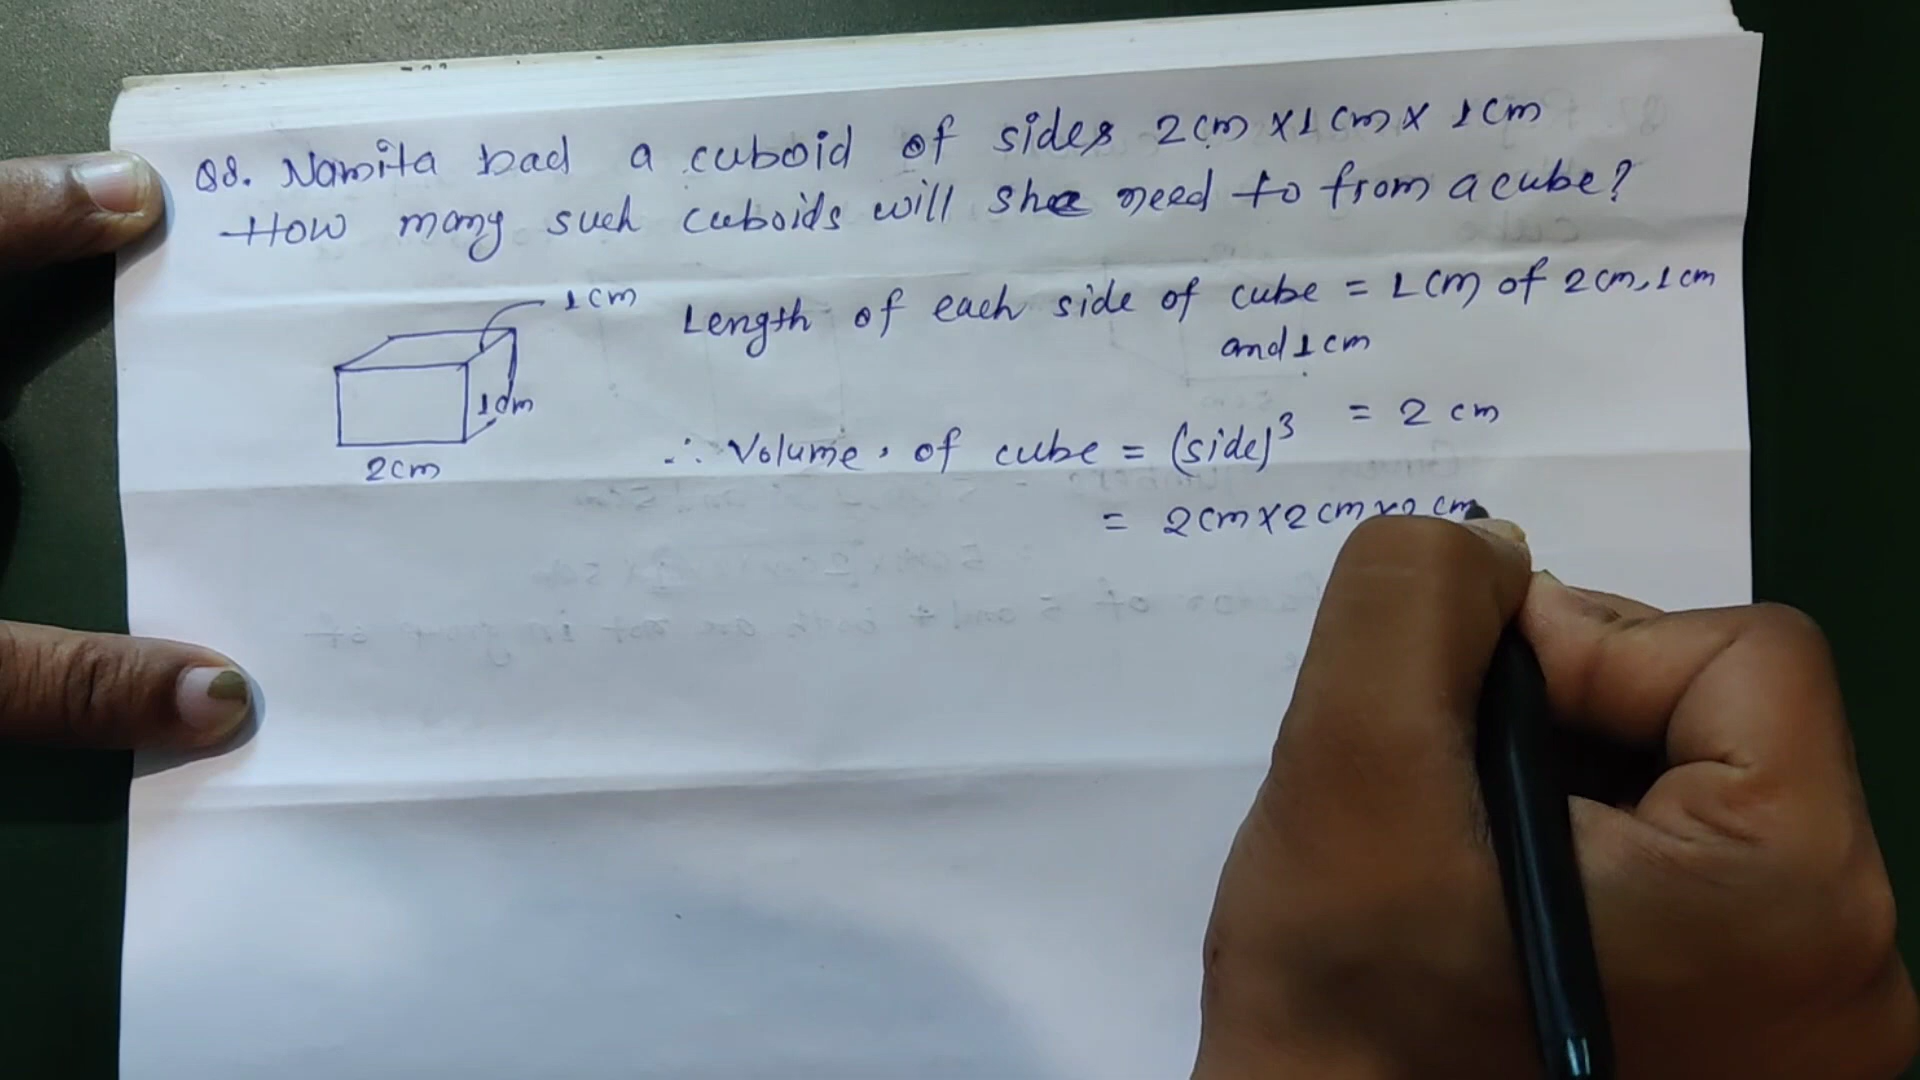 Q8. Namita had a cuboid of sides 2cm x 1cm x 1cm
How many such cuboids will she need to from a cube?
1cm
Length of each side of cube = LCM of 2cm, 1cm
and 1cm
1cm
= 2 cm
∴ Volume of cube = (side)³
2cm
= 2cm x 2cm x 2cm